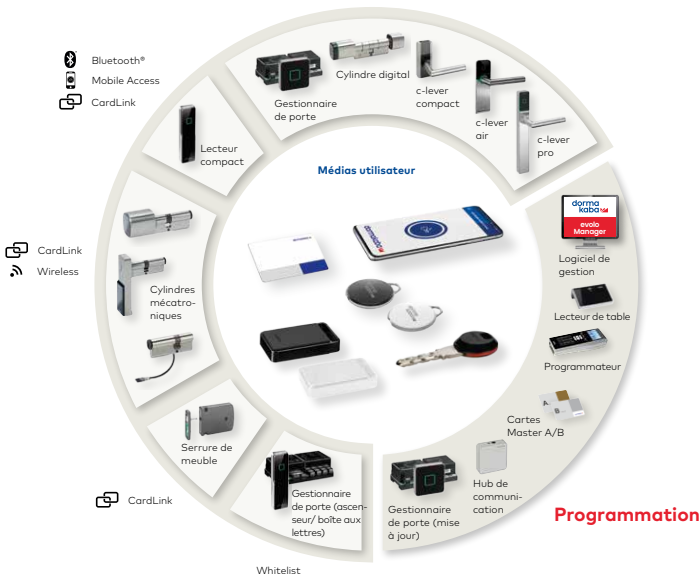 Bluetooth®
Mobile Access
CardLink
Gestionnaire
de porte
Cylindre digital
c-lever
compact
c-lever
air
c-lever
pro
Lecteur
compact
Médias utilisateur
dorma
kaba
evolo
Manager
Logiciel de
gestion
Lecteur de table
Programmateur
A
B
Cartes
Master A/B
Hub de
communi-
cation
Gestionnaire
de porte (mise
à jour)
Programmation
CardLink
Wireless
Cylindres
mécatro-
niques
Serrure de
meuble
CardLink
Gestionnaire
de porte (ascen-
seur/ boîte aux
lettres)
Whitelist
dormakaba